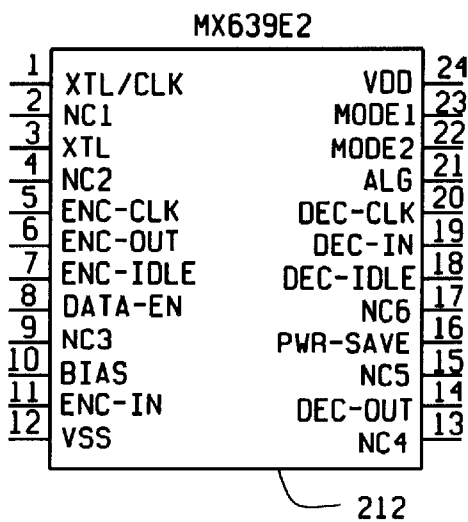 MX639E2
1 XTL/CLK VDD 24
2 NC1 MODE1 23
3 XTL MODE2 22
4 NC2 ALG 21
5 ENC-CLK DEC-CLK 20
6 ENC-OUT DEC-IN 19
7 ENC-IDLE DEC-IDLE 18
8 DATA-EN NC6 17
9 NC3 PWR-SAVE 16
10 BIAS NC5 15
11 ENC-IN DEC-OUT 14
12 VSS NC4 13
212